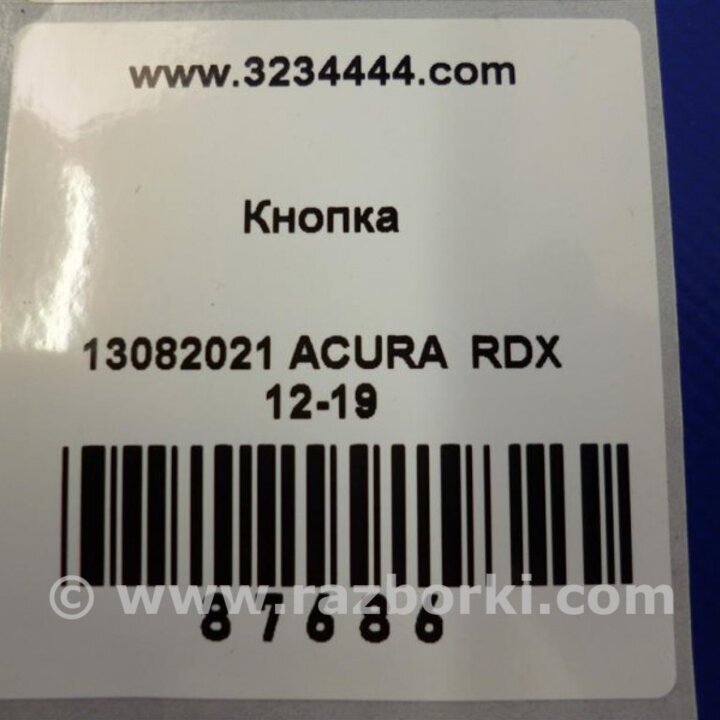 www.3234444.com
Кнопка
13082021 ACURA RDX
12-19
© www.razborki.com
87686